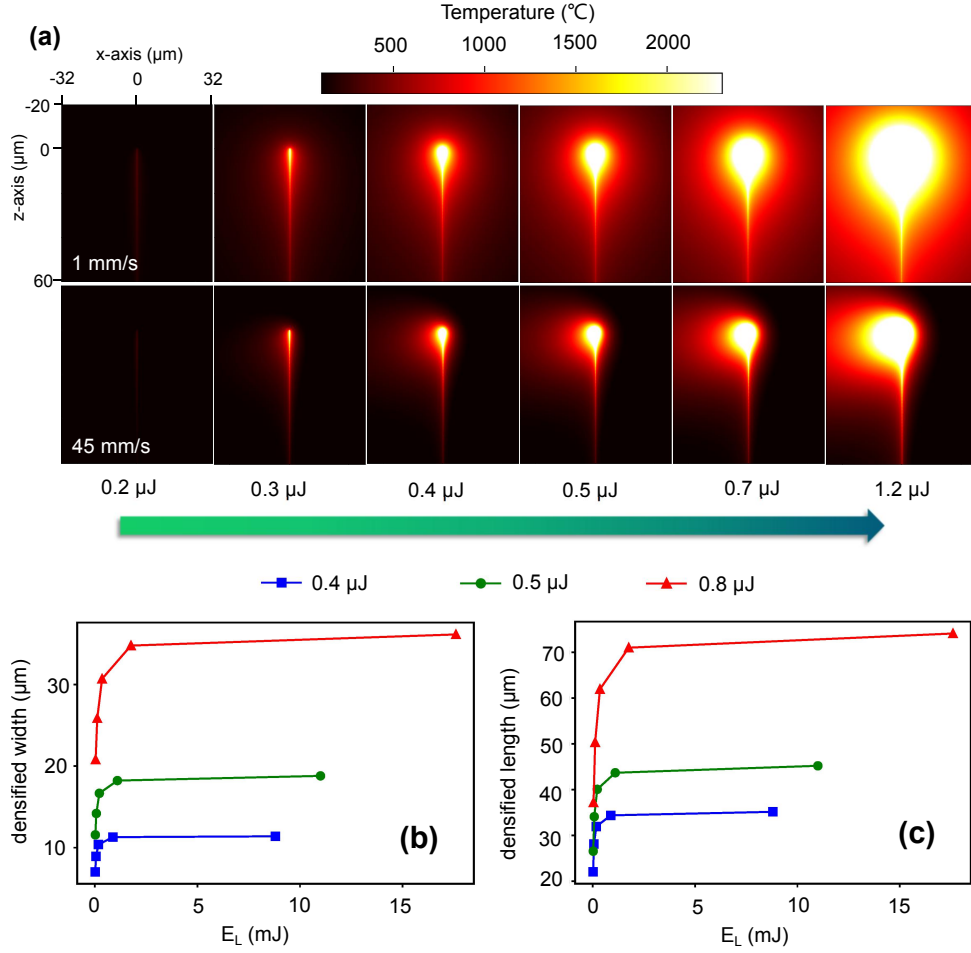 Temperature (℃)
(a)
x-axis (μm)
-32 0 32
500 1000 1500 2000
-20
0
z-axis (μm)
60
1 mm/s
45 mm/s
0.2 μJ 0.3 μJ 0.4 μJ 0.5 μJ 0.7 μJ 1.2 μJ
0.4 μJ 0.5 μJ 0.8 μJ
densified width (μm)
30
20
10
(b)
0 5 10 15
E_L (mJ)
densified length (μm)
70
60
50
40
30
20
(c)
0 5 10 15
E_L (mJ)